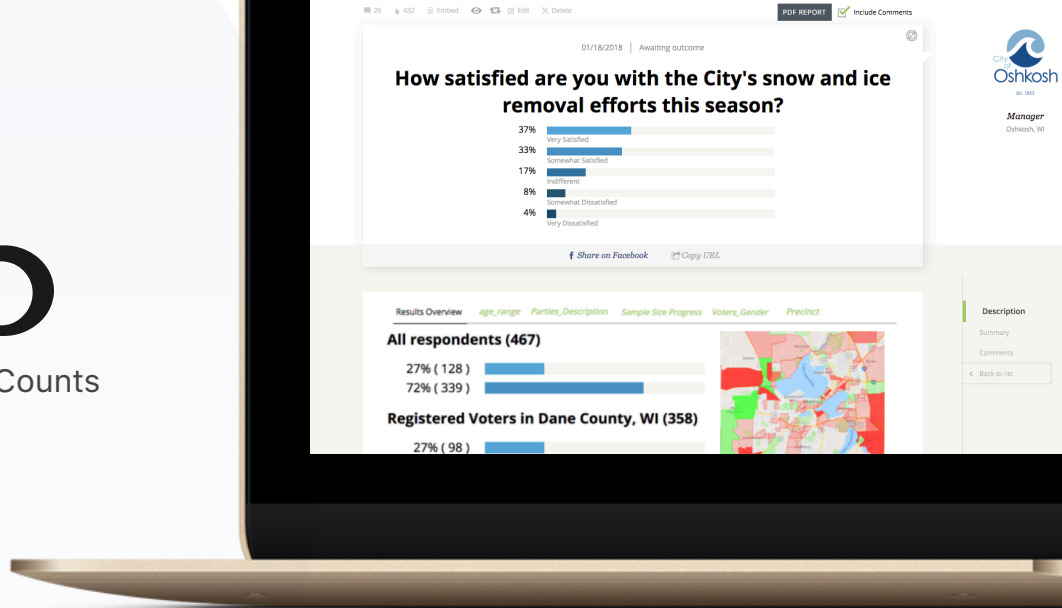 26 432 Embed Edit Delete
PDF REPORT Include Comments
01/18/2018 | Awaiting outcome
How satisfied are you with the City's snow and ice
removal efforts this season?
37%
Very Satisfied
33%
Somewhat Satisfied
17%
Indifferent
8%
Somewhat Dissatisfied
4%
Very Dissatisfied
Share on Facebook Copy URL
City
of
Oshkosh
Est. 1853
Manager
Oshkosh, WI
Counts
Results Overview age_range Parties_Description Sample Size Progress Voters_Gender Precinct
All respondents (467)
27% ( 128 )
72% ( 339 )
Registered Voters in Dane County, WI (358)
27% ( 98 )
Description
Summary
Comments
< Back to list